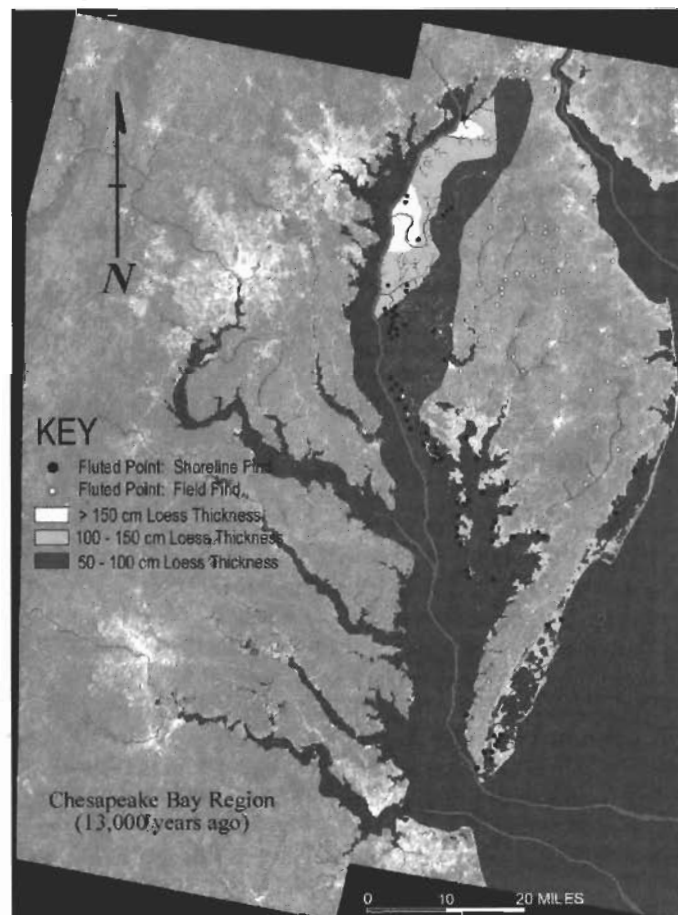 N
KEY
Fluted Point: Shoreline Find
Fluted Point: Field Find
> 150 cm Loess Thickness
100 - 150 cm Loess Thickness
50 - 100 cm Loess Thickness
Chesapeake Bay Region
(13,000 years ago)
0 10 20 MILES